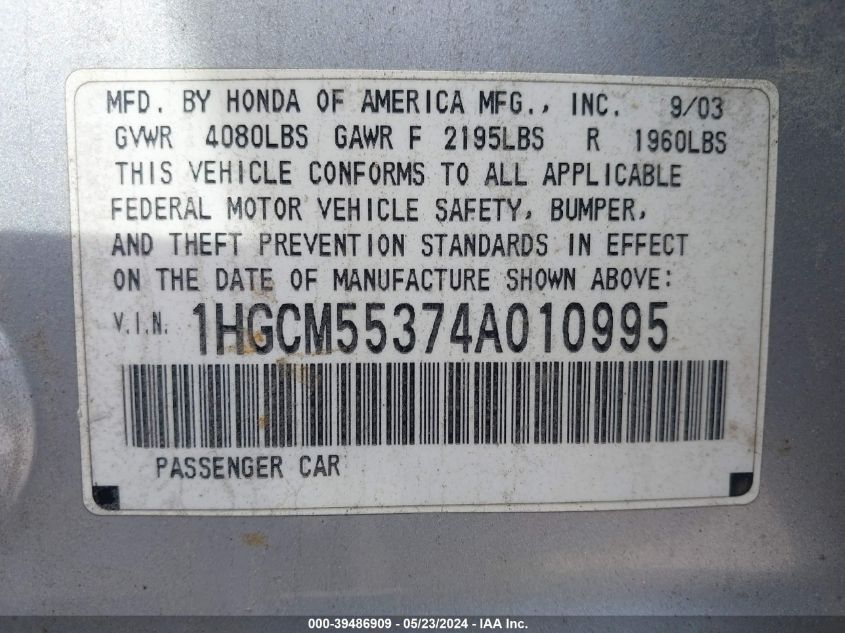 MFD. BY HONDA OF AMERICA MFG., INC. 9/03
GVWR 4080LBS GAWR F 2195LBS R 1960LBS
THIS VEHICLE CONFORMS TO ALL APPLICABLE
FEDERAL MOTOR VEHICLE SAFETY, BUMPER,
AND THEFT PREVENTION STANDARDS IN EFFECT
ON THE DATE OF MANUFACTURE SHOWN ABOVE:
V.I.N. 1HGCM55374A010995
PASSENGER CAR
000-39486909 - 05/23/2024 - IAA Inc.